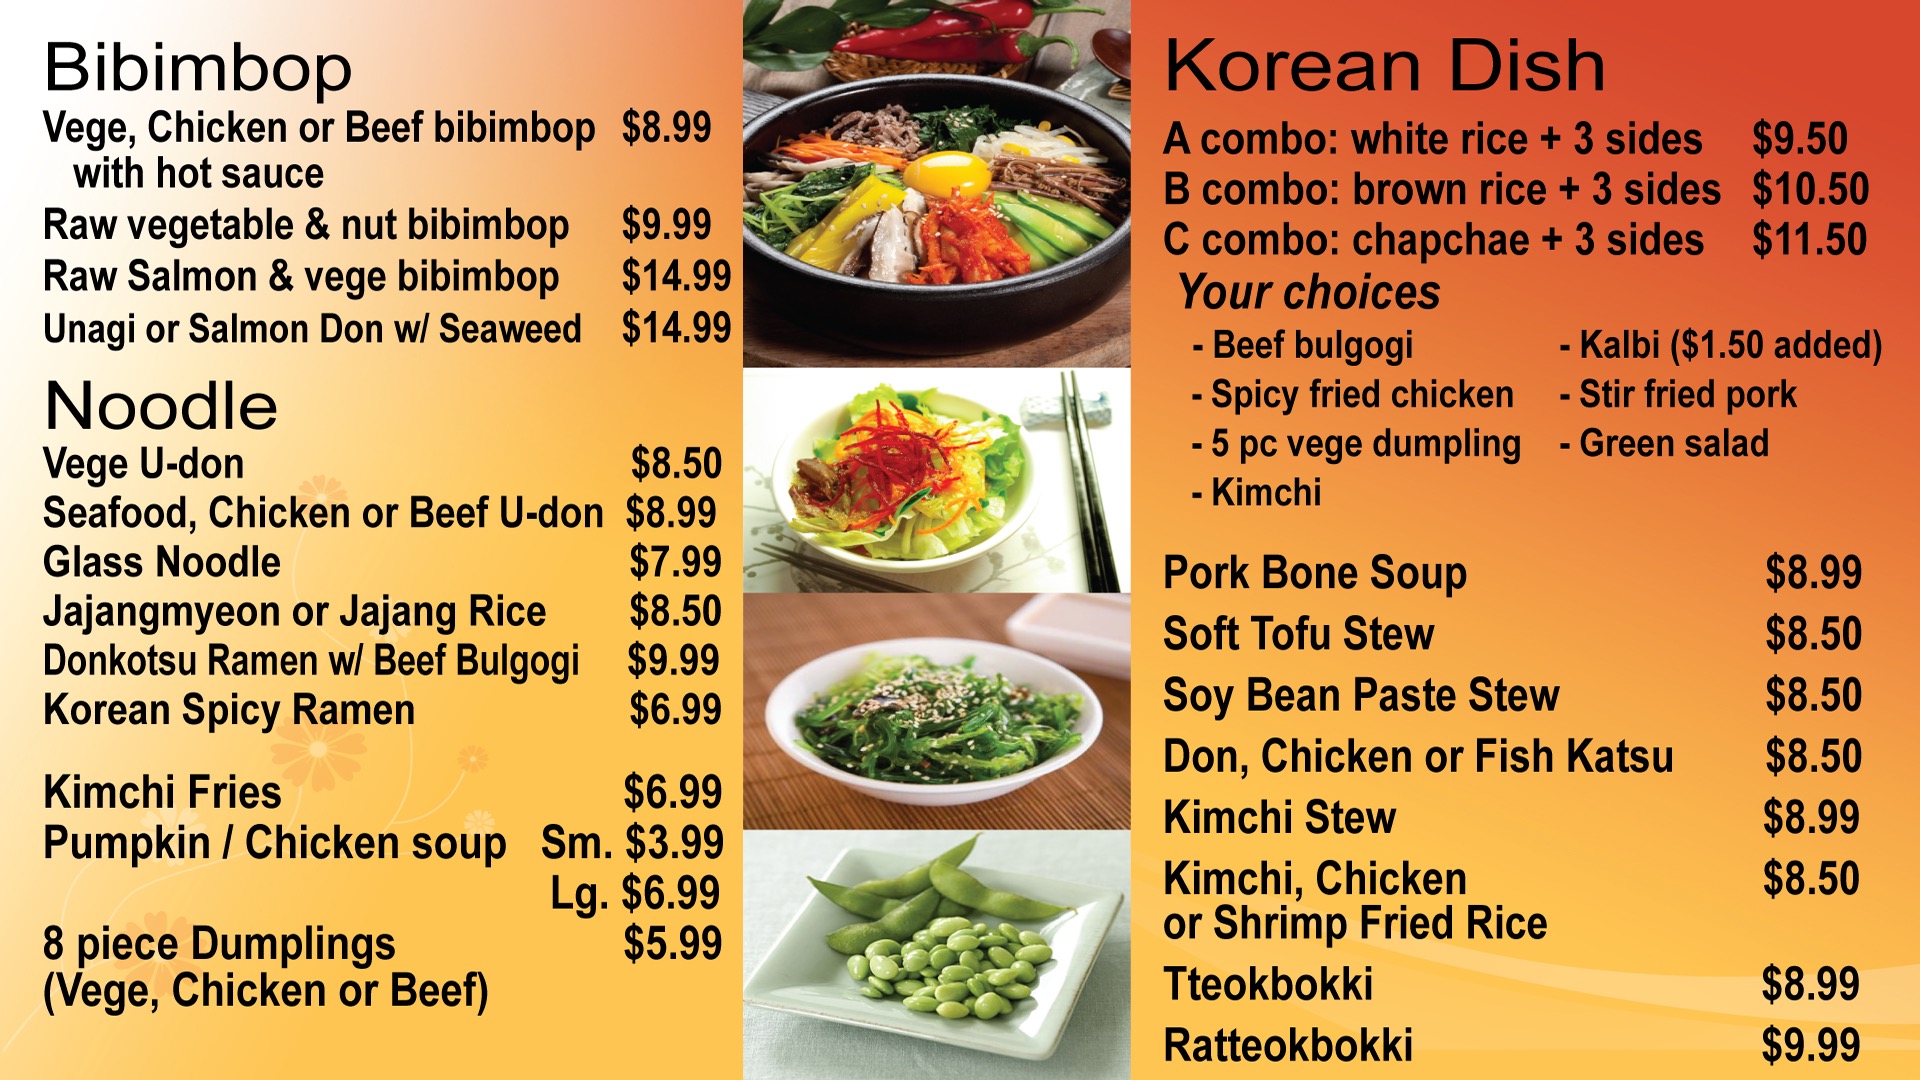 Bibimbop
Vege, Chicken or Beef bibimbop $8.99
with hot sauce
Raw vegetable & nut bibimbop $9.99
Raw Salmon & vege bibimbop $14.99
Unagi or Salmon Don w/ Seaweed $14.99
Noodle
Vege U-don $8.50
Seafood, Chicken or Beef U-don $8.99
Glass Noodle $7.99
Jajangmyeon or Jajang Rice $8.50
Donkotsu Ramen w/ Beef Bulgogi $9.99
Korean Spicy Ramen $6.99
Kimchi Fries $6.99
Pumpkin / Chicken soup Sm. $3.99
Lg. $6.99
8 piece Dumplings $5.99
(Vege, Chicken or Beef)
Korean Dish
A combo: white rice + 3 sides $9.50
B combo: brown rice + 3 sides $10.50
C combo: chapchae + 3 sides $11.50
Your choices
- Beef bulgogi - Kalbi ($1.50 added)
- Spicy fried chicken - Stir fried pork
- 5 pc vege dumpling - Green salad
- Kimchi
Pork Bone Soup $8.99
Soft Tofu Stew $8.50
Soy Bean Paste Stew $8.50
Don, Chicken or Fish Katsu $8.50
Kimchi Stew $8.99
Kimchi, Chicken $8.50
or Shrimp Fried Rice
Tteokbokki $8.99
Ratteokbokki $9.99